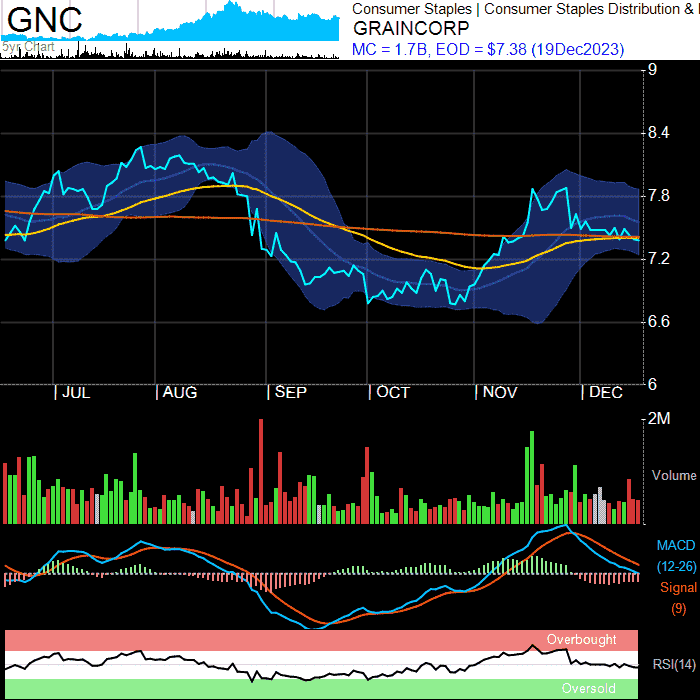 GNC
5yr Chart
Consumer Staples | Consumer Staples Distribution &
GRAINCORP
MC = 1.7B, EOD = $7.38 (19Dec2023)
9
8.4
7.8
7.2
6.6
6
JUL AUG SEP OCT NOV DEC
2M
Volume
MACD
(12-26)
Signal
(9)
Overbought
RSI(14)
Oversold